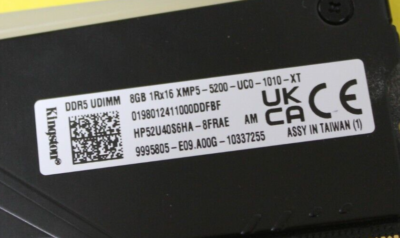 Kingston
DDR5 UDIMM 8GB 1Rx16 XMP5-5200-UC0-1010-XT
0198012411000DDFBF
HP52U40S6HA-8FRAE AM
9995805-E09.A00G-10337255
UK
CA
ASSY IN TAIWAN (1)